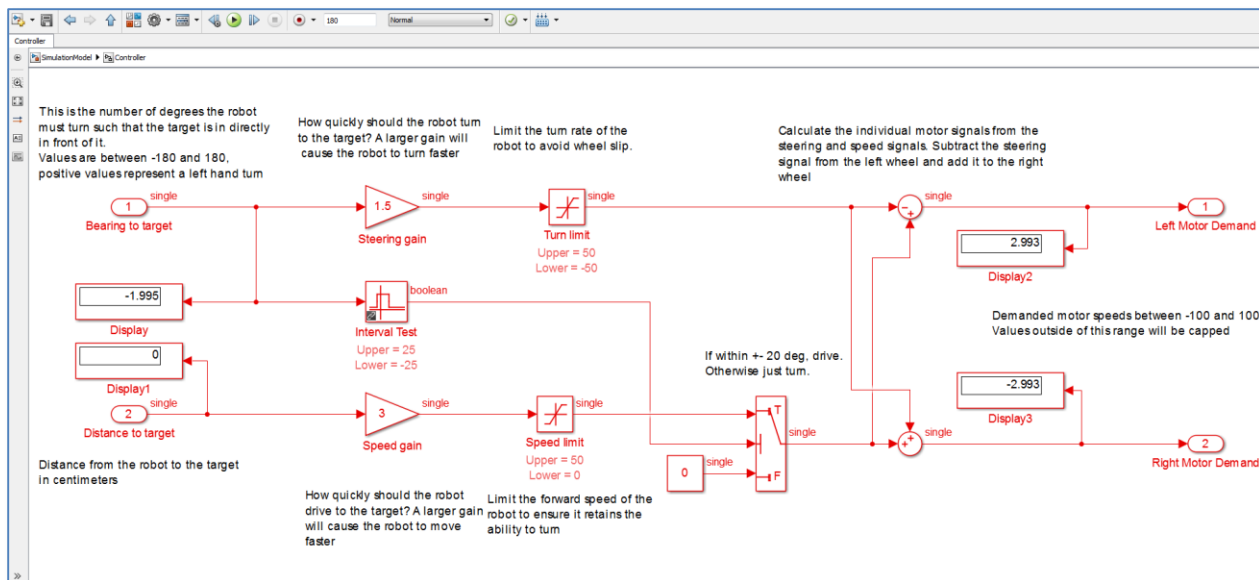 180
Normal
Controller
SimulationModel
Controller
This is the number of degrees the robot
must turn such that the target is in directly
in front of it.
Values are between -180 and 180,
positive values represent a left hand turn
How quickly should the robot turn
to the target? A larger gain will
cause the robot to turn faster
Limit the turn rate of the
robot to avoid wheel slip.
Calculate the individual motor signals from the
steering and speed signals. Subtract the steering
signal from the left wheel and add it to the right
wheel
1
single
Bearing to target
1.5
single
Steering gain
single
Turn limit
Upper = 50
Lower = -50
single
1
Left Motor Demand
2.993
Display2
-1.995
Display
boolean
Interval Test
Upper = 25
Lower = -25
Demanded motor speeds between -100 and 100
Values outside of this range will be capped
0
Display1
If within +- 20 deg, drive.
Otherwise just turn.
-2.993
Display3
2
single
Distance to target
3
single
Speed gain
single
Speed limit
Upper = 50
Lower = 0
T
F
single
0
single
single
2
Right Motor Demand
Distance from the robot to the target
in centimeters
How quickly should the robot
drive to the target? A larger gain
will cause the robot to move
faster
Limit the forward speed of the
robot to ensure it retains the
ability to turn